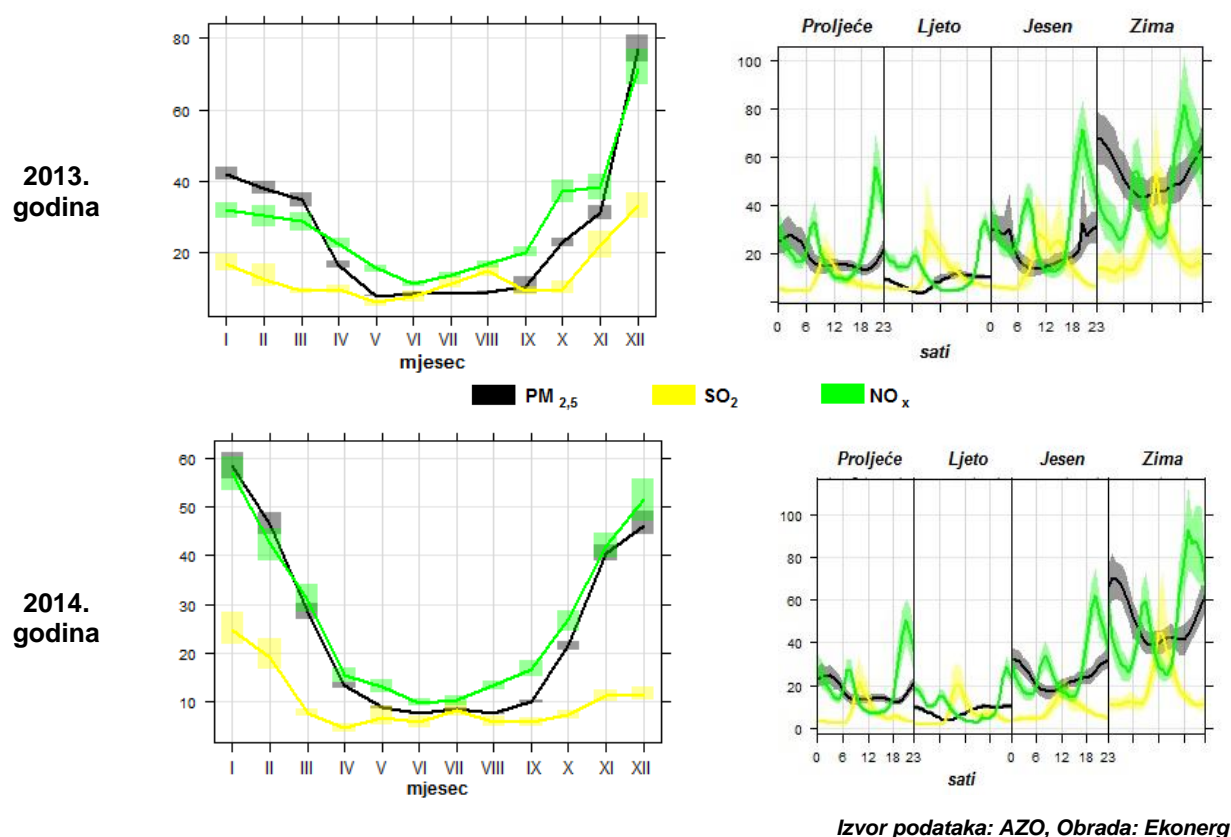 Proljeće Ljeto Jesen Zima
80
60
40
20
100
80
60
40
20
0
2013.
godina
I II III IV V VI VII VIII IX X XI XII
mjesec
0 6 12 18 23 0 6 12 18 23
sati
PM 2,5 SO2 NOx
Proljeće Ljeto Jesen Zima
60
50
40
30
20
10
100
80
60
40
20
0
2014.
godina
I II III IV V VI VII VIII IX X XI XII
mjesec
0 6 12 18 23 0 6 12 18 23
sati
Izvor podataka: AZO, Obrada: Ekonerg